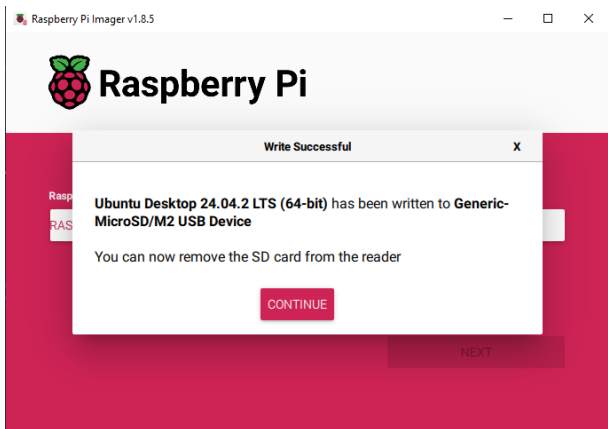 Raspberry Pi Imager v1.8.5
Raspberry Pi
Write Successful
X
Rasp
RAS
Ubuntu Desktop 24.04.2 LTS (64-bit) has been written to Generic-
MicroSD/M2 USB Device
You can now remove the SD card from the reader
CONTINUE
NEXT